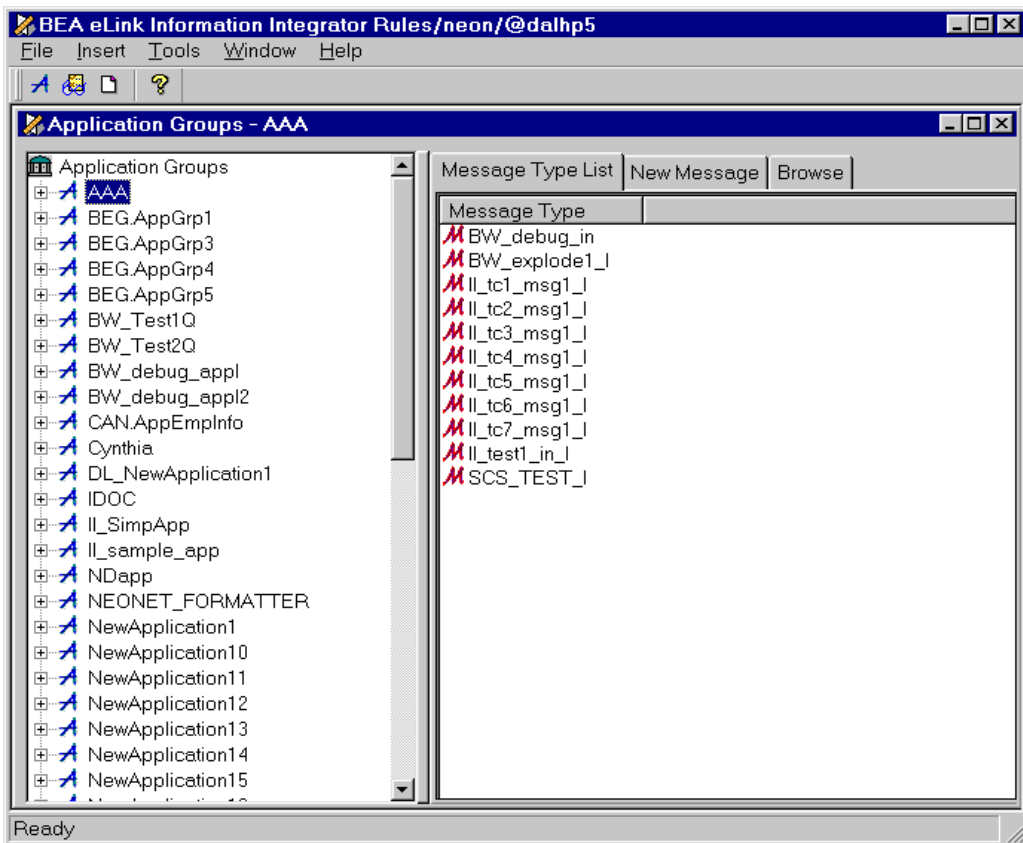 BEA eLink Information Integrator Rules/neon/@dalhp5
File Insert Tools Window Help
Application Groups - AAA
Application Groups
AAA
BEG.AppGrp1
BEG.AppGrp3
BEG.AppGrp4
BEG.AppGrp5
BW_Test1Q
BW_Test2Q
BW_debug_appl
BW_debug_appl2
CAN.AppEmpInfo
Cynthia
DL_NewApplication1
IDOC
II_SimpApp
II_sample_app
NDapp
NEONET_FORMATTER
NewApplication1
NewApplication10
NewApplication11
NewApplication12
NewApplication13
NewApplication14
NewApplication15
Message Type List New Message Browse
Message Type
BW_debug_in
BW_explode1_I
II_tc1_msg1_I
II_tc2_msg1_I
II_tc3_msg1_I
II_tc4_msg1_I
II_tc5_msg1_I
II_tc6_msg1_I
II_tc7_msg1_I
II_test1_in_I
SCS_TEST_I
Ready